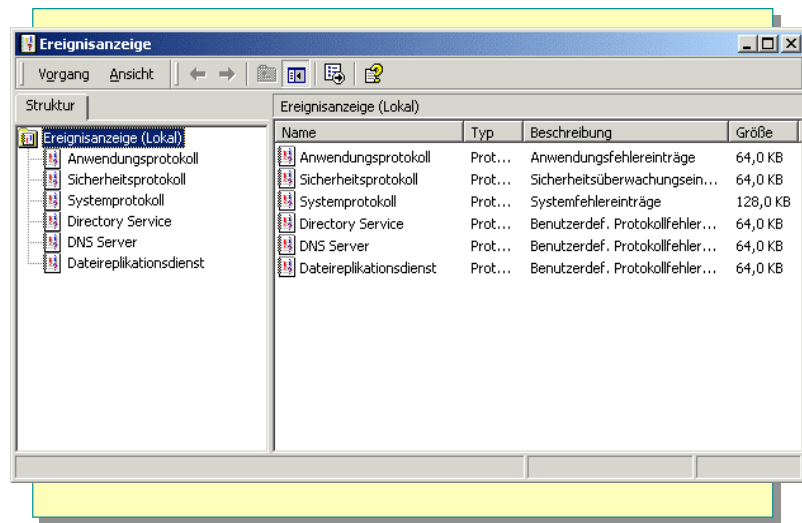 Ereignisanzeige
Vorgang Ansicht
Struktur
Ereignisanzeige (Lokal)
Ereignisanzeige (Lokal)
Anwendungsprotokoll
Sicherheitsprotokoll
Systemprotokoll
Directory Service
DNS Server
Dateireplikationsdienst
Name Typ Beschreibung Größe
Anwendungsprotokoll Prot... Anwendungsfehlereinträge 64,0 KB
Sicherheitsprotokoll Prot... Sicherheitsüberwachungsein... 64,0 KB
Systemprotokoll Prot... Systemfehlereinträge 128,0 KB
Directory Service Prot... Benutzerdef. Protokollfehler... 64,0 KB
DNS Server Prot... Benutzerdef. Protokollfehler... 64,0 KB
Dateireplikationsdienst Prot... Benutzerdef. Protokollfehler... 64,0 KB